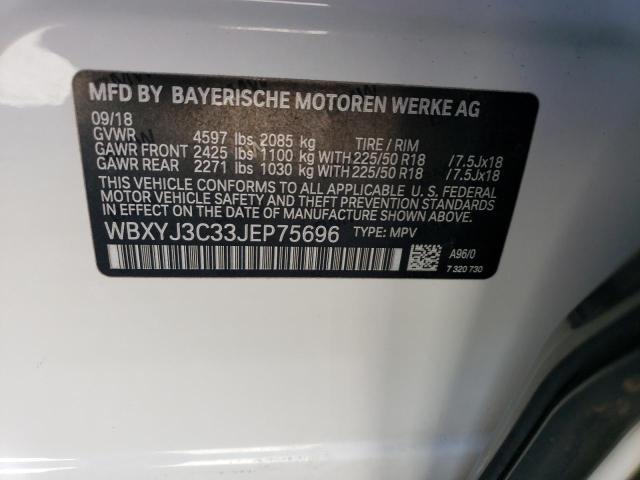 MFD BY BAYERISCHE MOTOREN WERKE AG
09/18
GVWR 4597 lbs 2085 kg TIRE / RIM
GAWR FRONT 2425 lbs 1100 kg WITH 225/50 R18 /7.5Jx18
GAWR REAR 2271 lbs 1030 kg WITH 225/50 R18 /7.5Jx18
THIS VEHICLE CONFORMS TO ALL APPLICABLE U. S. FEDERAL
MOTOR VEHICLE SAFETY AND THEFT PREVENTION STANDARDS
IN EFFECT ON THE DATE OF MANUFACTURE SHOWN ABOVE.
WBXYJ3C33JEP75696 TYPE: MPV
A96/0
7 320 730